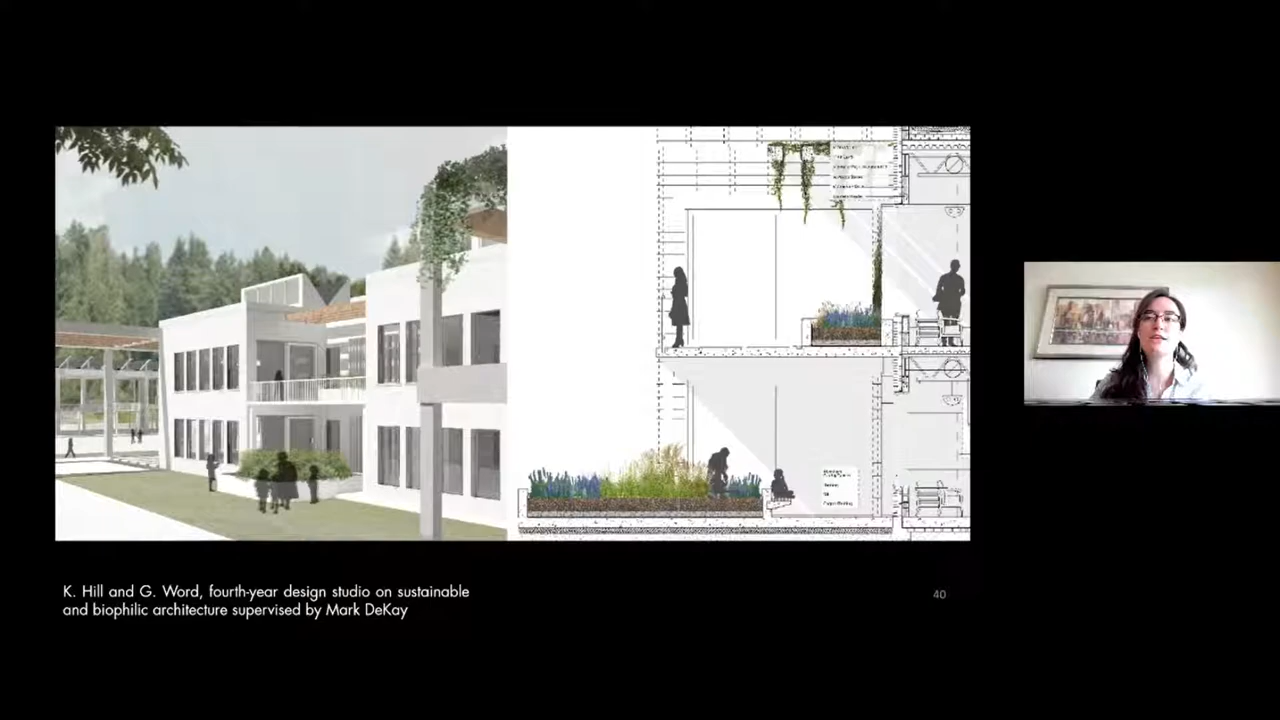 K. Hill and G. Word, fourth-year design studio on sustainable
and biophilic architecture supervised by Mark DeKay
40